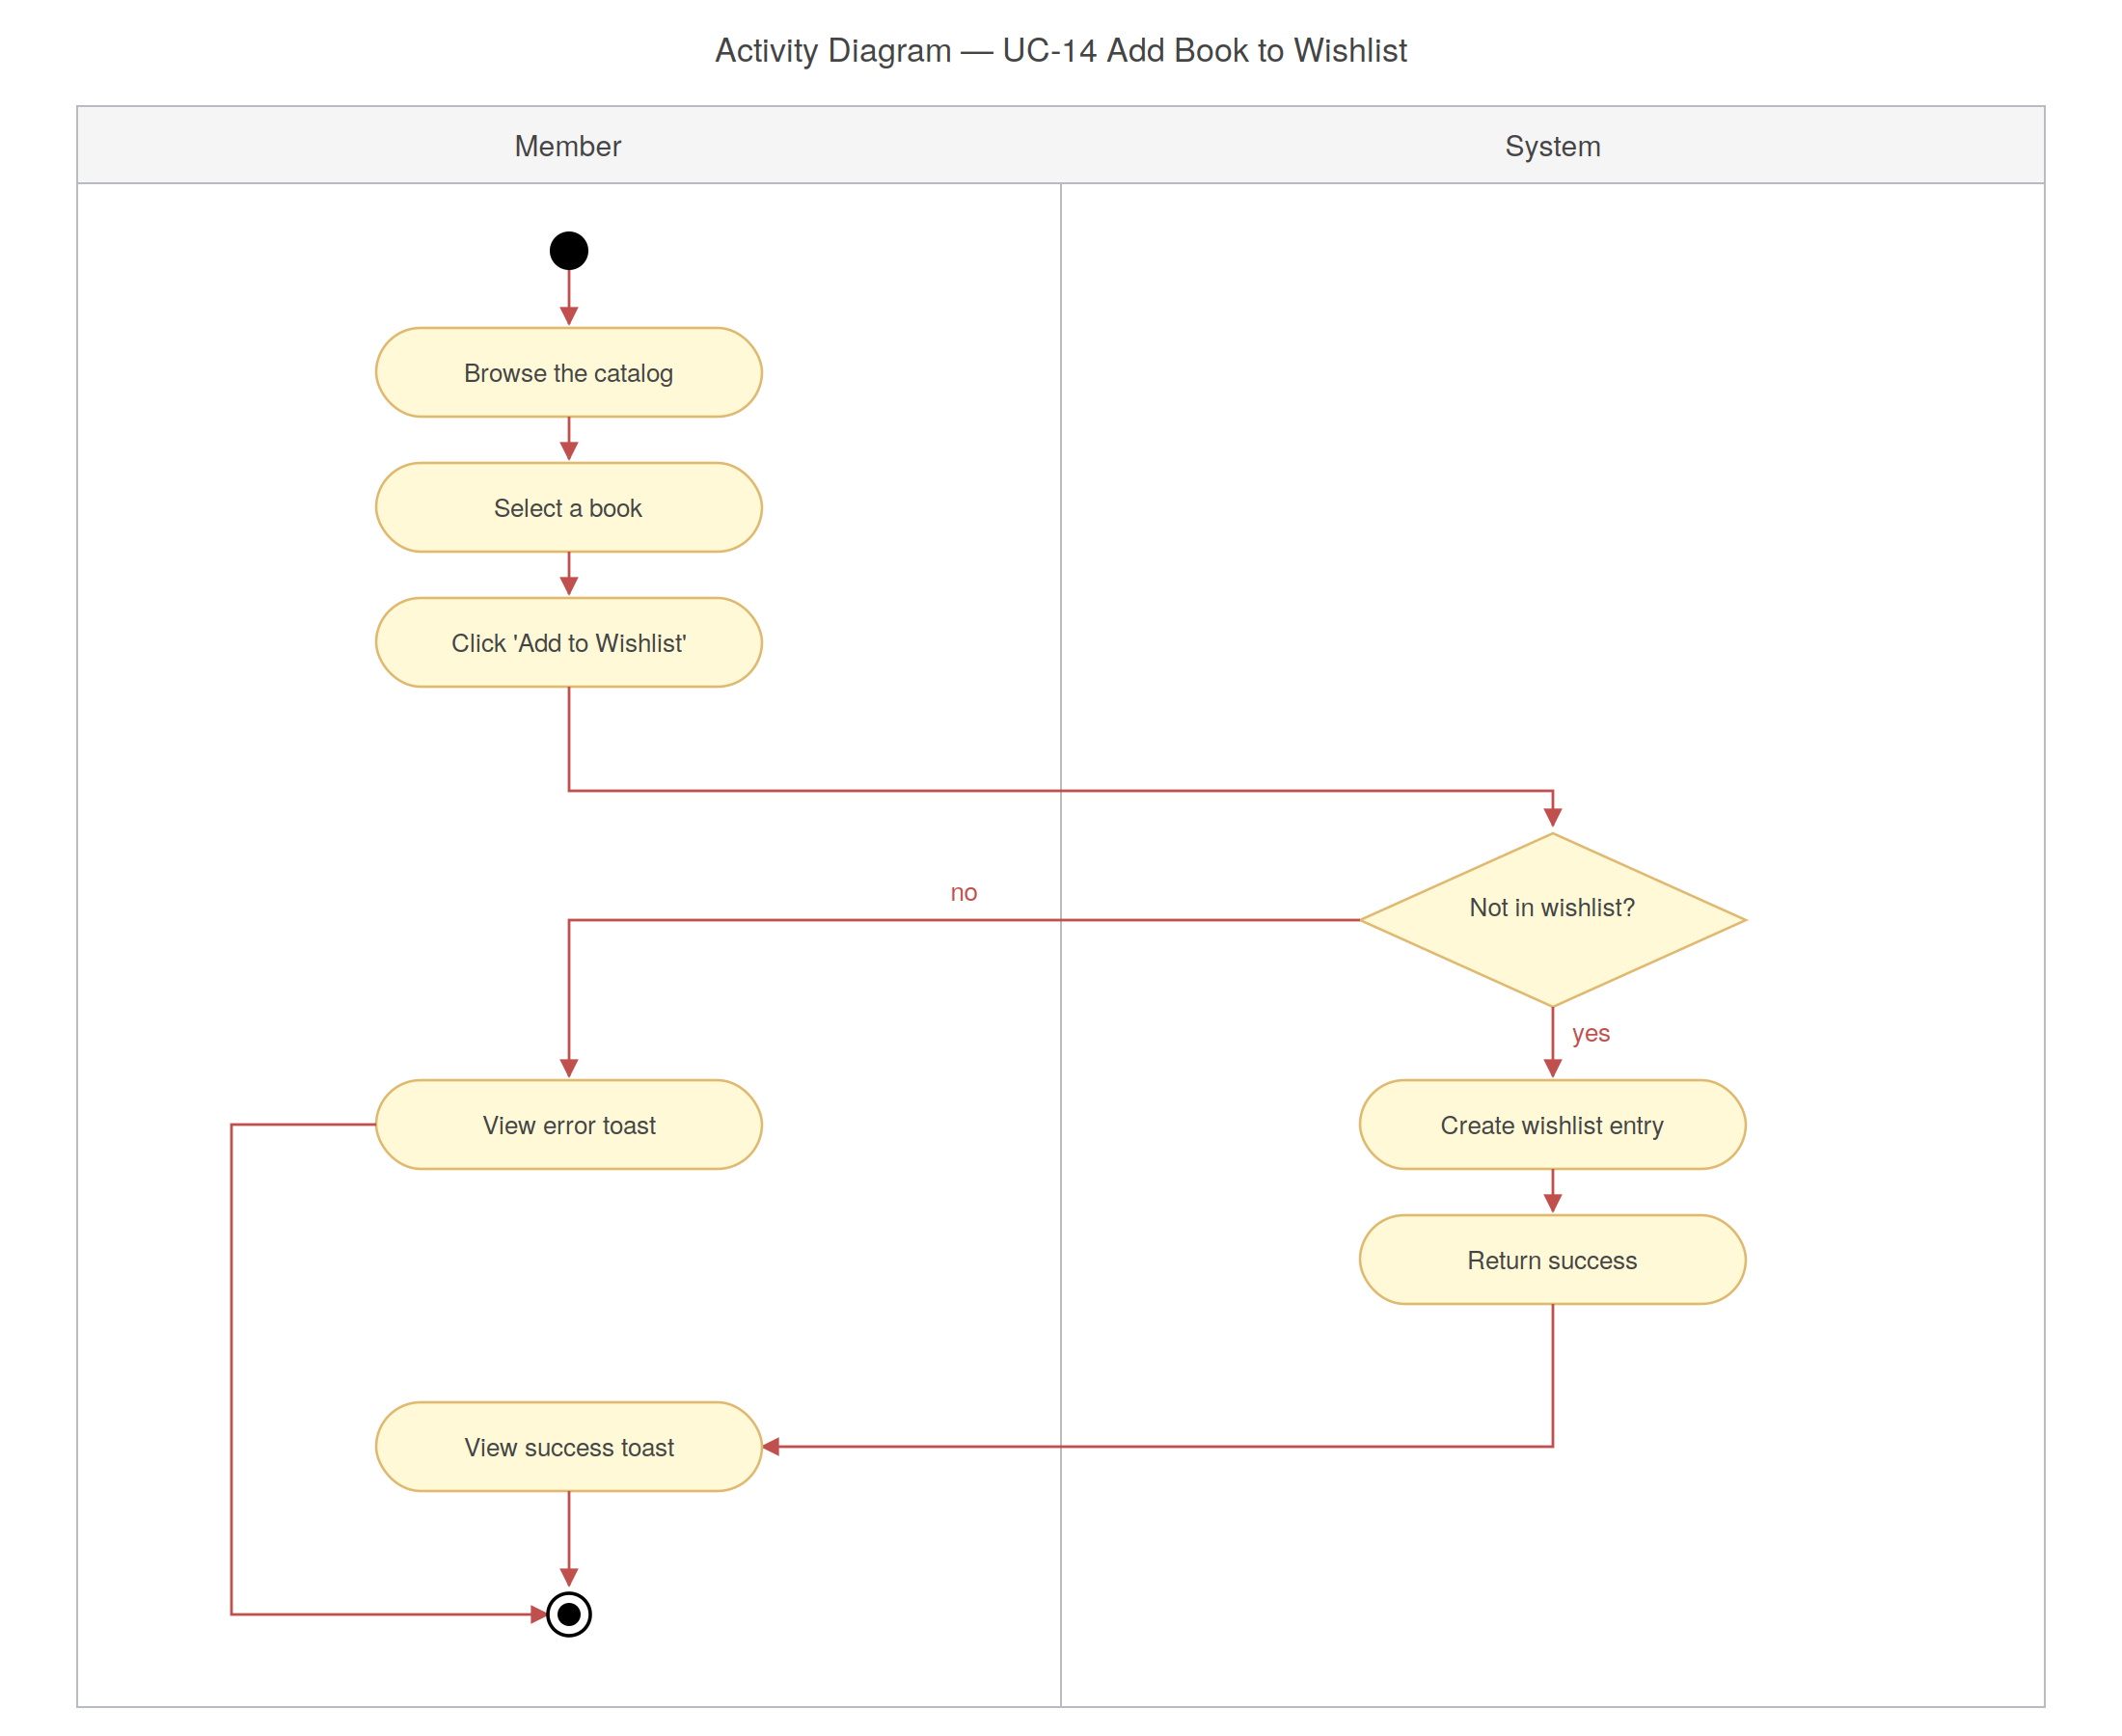 Activity Diagram — UC-14 Add Book to Wishlist
Member
System
Browse the catalog
Select a book
Click 'Add to Wishlist'
Not in wishlist?
no
yes
View error toast
Create wishlist entry
Return success
View success toast